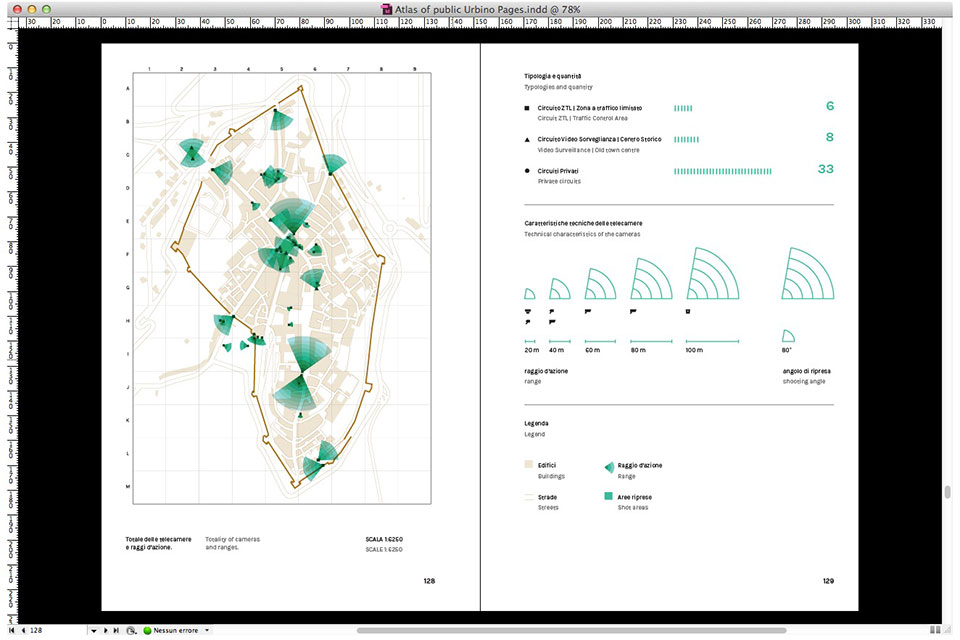 Atlas of public Urbino Pages.indd @ 78%
30 20 10 0 10 20 30 40 50 60 70 80 90 100 110 120 130 140 150 160 170 180 190 200 210 220 230 240 250 260 270 280 290 300 310 320 330
1 2 3 4 5 6 7 8 9
A
B
C
D
E
F
G
H
I
J
K
L
M
Totale delle telecamere
e raggi d'azione.
Totality of cameras
and ranges.
SCALA 1:6250
SCALE 1:6250
128
Tipologia e quantità
Typologies and quantity
Circuito ZTL | Zona a traffico limitato
Circuit ZTL | Traffic Control Area
6
Circuito Video Sorveglianza | Centro Storico
Video Surveillance | Old town centre
8
Circuiti Privati
Private circuits
33
Caratteristiche tecniche delle telecamere
Technical characteristics of the cameras
20 m 40 m 60 m 80 m 100 m 80°
raggio d'azione
range
angolo di ripresa
shooting angle
Legenda
Legend
Edifici
Buildings
Raggio d'azione
Range
Strade
Streets
Aree riprese
Shot areas
129
128
Nessun errore